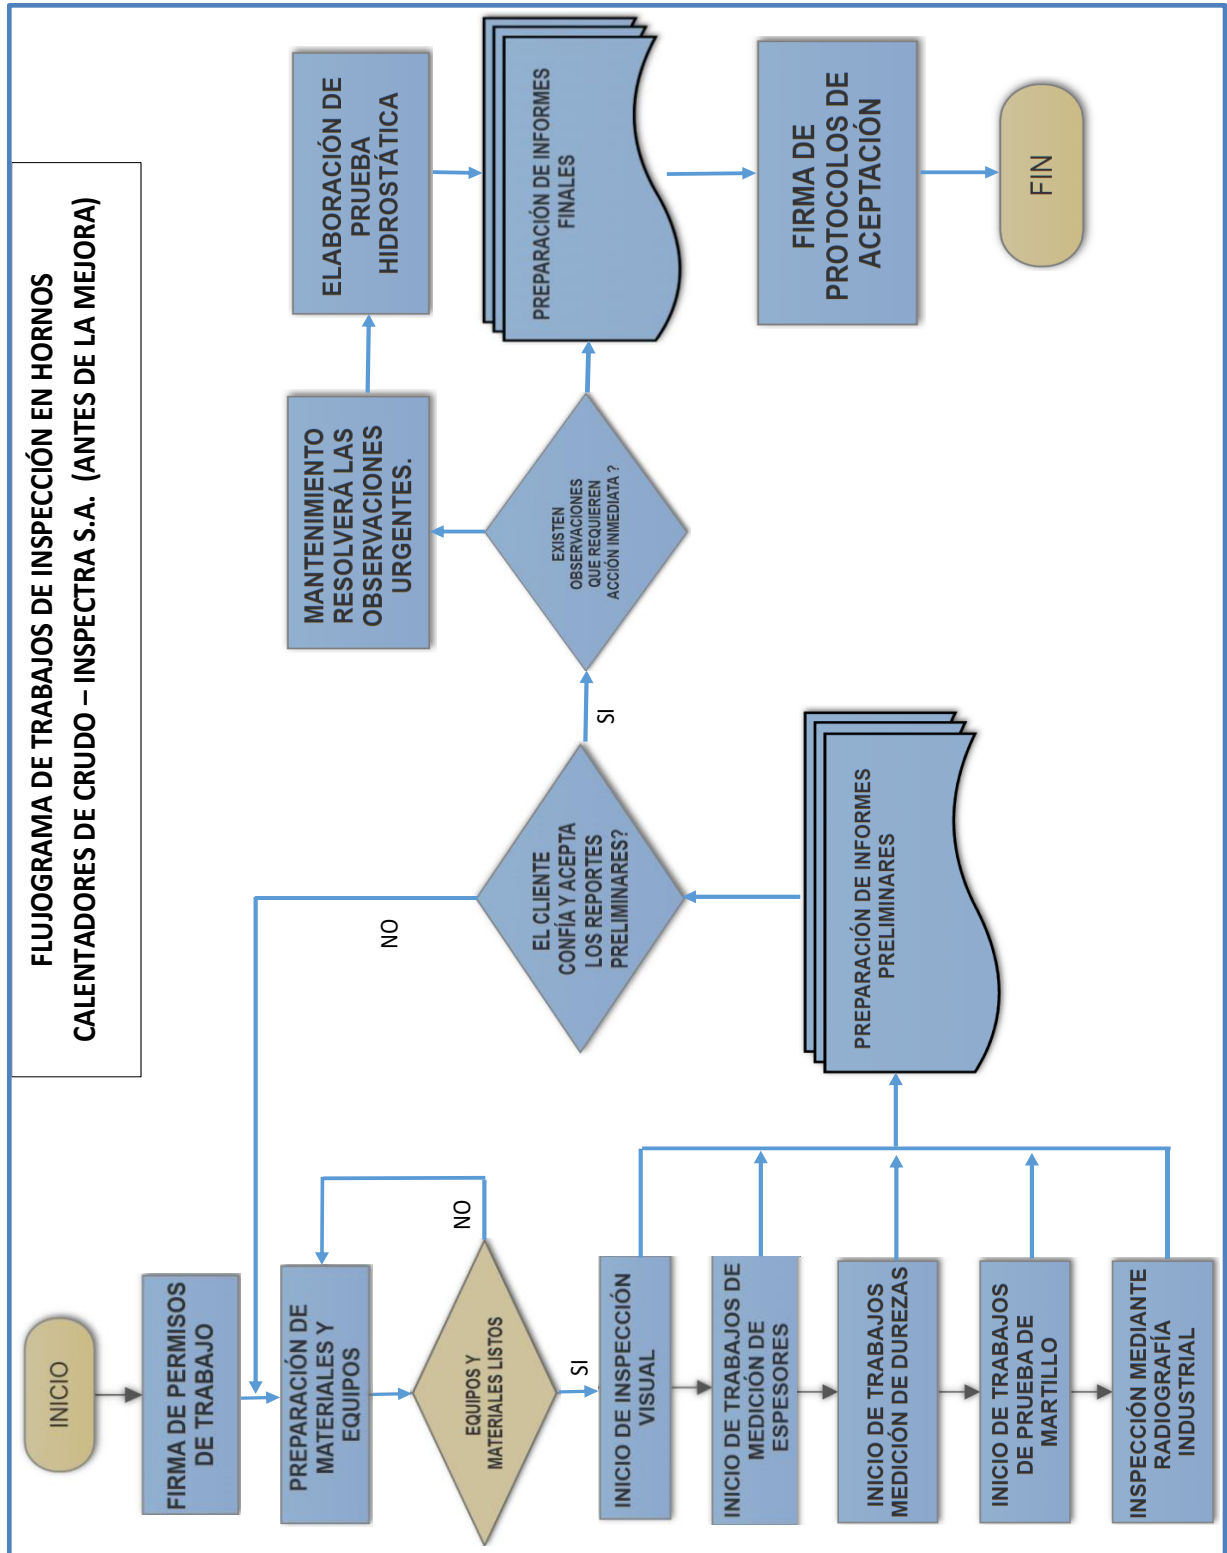 FLUJOGRAMA DE TRABAJOS DE INSPECCIÓN EN HORNOS
CALENTADORES DE CRUDO – INSPECTRA S.A. (ANTES DE LA MEJORA)
INICIO
FIRMA DE PERMISOS
DE TRABAJO
PREPARACIÓN DE
MATERIALES Y
EQUIPOS
EQUIPOS Y
MATERIALES LISTOS
NO
SI
INICIO DE INSPECCIÓN
VISUAL
INICIO DE TRABAJOS DE
MEDICIÓN DE
ESPESORES
INICIO DE TRABAJOS
MEDICIÓN DE DUREZAS
INICIO DE TRABAJOS
DE PRUEBA DE
MARTILLO
INSPECCIÓN MEDIANTE
RADIOGRAFÍA
INDUSTRIAL
PREPARACIÓN DE INFORMES
PRELIMINARES
EL CLIENTE
CONFÍA Y ACEPTA
LOS REPORTES
PRELIMINARES?
NO
SI
EXISTEN
OBSERVACIONES
QUE REQUIEREN
ACCIÓN INMEDIATA ?
MANTENIMIENTO
RESOLVERÁ LAS
OBSERVACIONES
URGENTES.
ELABORACIÓN DE
PRUEBA
HIDROSTÁTICA
PREPARACIÓN DE INFORMES
FINALES
FIRMA DE
PROTOCOLOS DE
ACEPTACIÓN
FIN